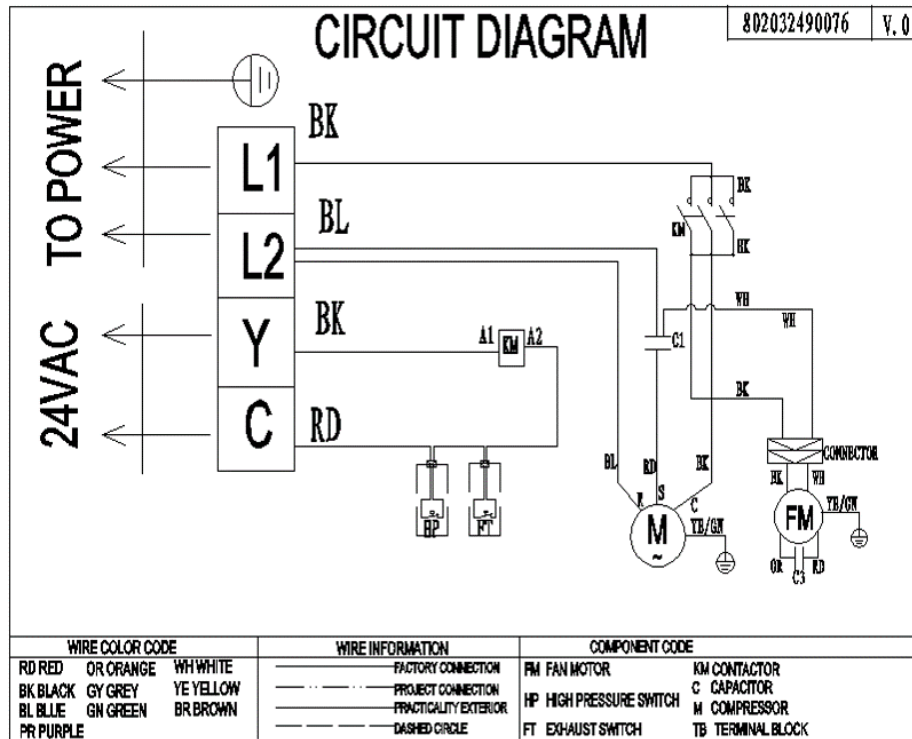 CIRCUIT DIAGRAM
802032490076 V.0
TO POWER
24VAC
L1
L2
Y
C
BK
BL
BK
RD
A1 KM A2
BK
KM
BK
WH
WH
C1
BK
CONNECTOR
BL
RD
BK
R
S
C
M
~
YE/GN
BK
WH
FM
YE/GN
OR
C3
RD
HP
FT
WIRE COLOR CODE
RD RED OR ORANGE WH WHITE
BK BLACK GY GREY YE YELLOW
BL BLUE GN GREEN BR BROWN
PR PURPLE
WIRE INFORMATION
FACTORY CONNECTION
PROJECT CONNECTION
PRACTICALITY EXTERIOR
DASHED CIRCLE
COMPONENT CODE
FM FAN MOTOR KM CONTACTOR
C CAPACITOR
HP HIGH PRESSURE SWITCH M COMPRESSOR
FT EXHAUST SWITCH TB TERMINAL BLOCK